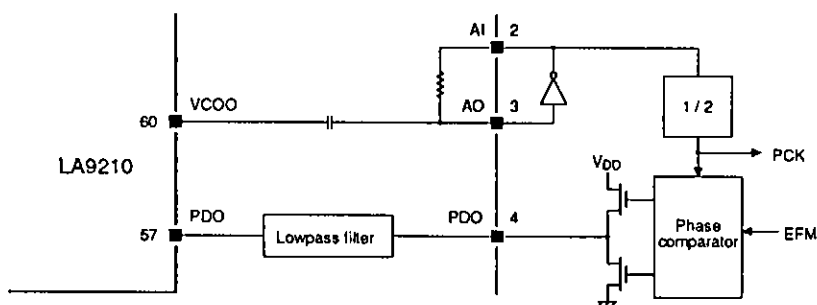 AI 2
VCOO
60
AO 3
1 / 2
LA9210
PCK
VDD
PDO
57
Lowpass filter
PDO 4
Phase
comparator
EFM